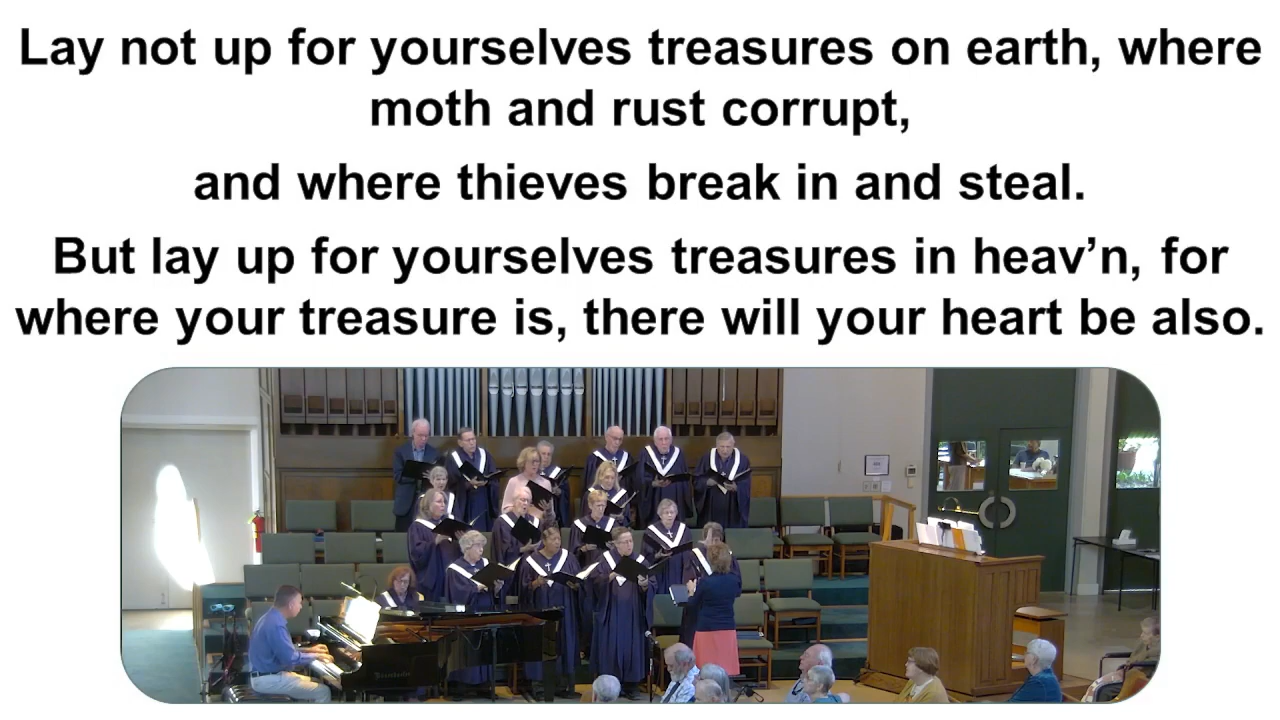 Lay not up for yourselves treasures on earth, where
moth and rust corrupt,
and where thieves break in and steal.
But lay up for yourselves treasures in heav’n, for
where your treasure is, there will your heart be also.